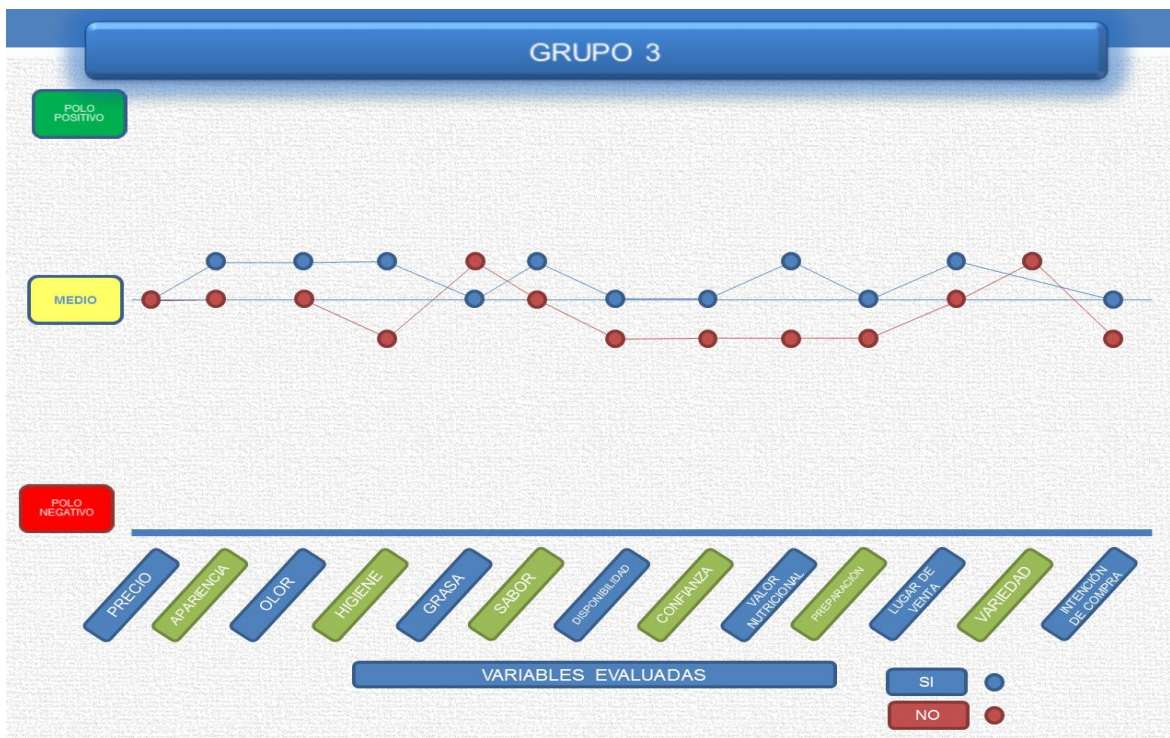 GRUPO 3
POLO
POSITIVO
MEDIO
POLO
NEGATIVO
PRECIO
APARIENCIA
OLOR
HIGIENE
GRASA
SABOR
DISPONIBILIDAD
CONFIANZA
VALOR
NUTRICIONAL
PREPARACIÓN
LUGAR DE
VENTA
VARIEDAD
INTENCIÓN
DE COMPRA
VARIABLES EVALUADAS
SI
NO